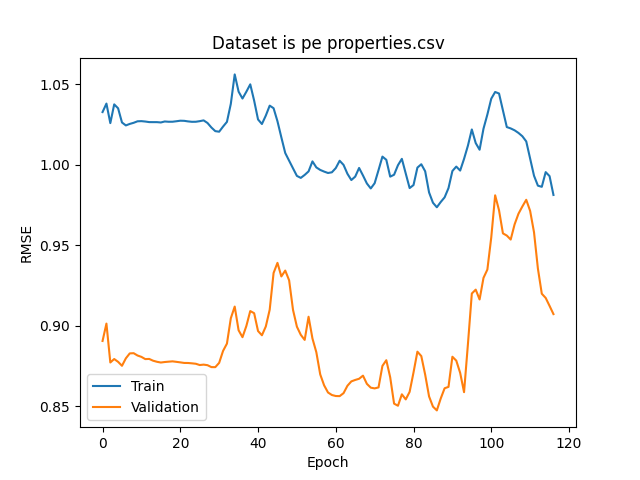 Dataset is pe properties.csv
1.05
1.00
0.95
0.90
0.85
RMSE
Train
Validation
0 20 40 60 80 100 120
Epoch